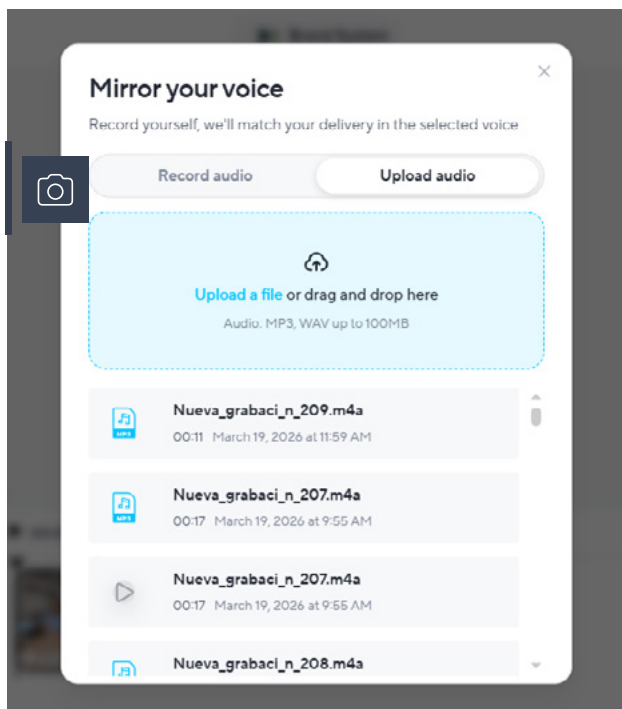 Mirror your voice
Record yourself, we'll match your delivery in the selected voice
Record audio
Upload audio
Upload a file or drag and drop here
Audio: MP3, WAV up to 100MB
Nueva_grabaci_n_209.m4a
MP3
00:11 March 19, 2026 at 11:59 AM
Nueva_grabaci_n_207.m4a
MP3
00:17 March 19, 2026 at 9:55 AM
Nueva_grabaci_n_207.m4a
00:17 March 19, 2026 at 9:55 AM
Nueva_grabaci_n_208.m4a